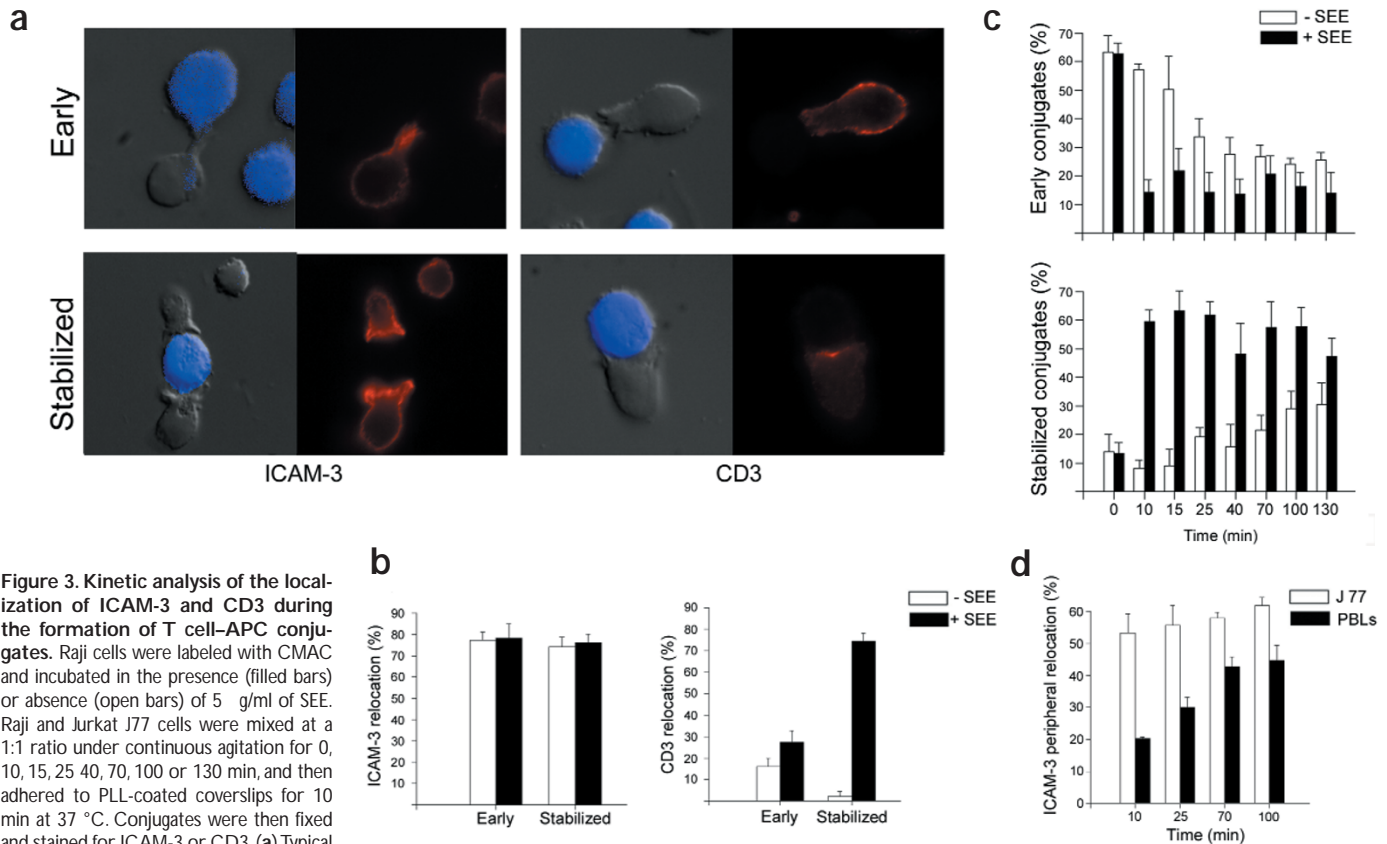 a
Early
Stabilized
ICAM-3
CD3
c
- SEE
+ SEE
Early conjugates (%)
70
60
50
40
30
20
10
Stabilized conjugates (%)
70
60
50
40
30
20
10
0 10 15 25 40 70 100 130
Time (min)
Figure 3. Kinetic analysis of the local-
ization of ICAM-3 and CD3 during
the formation of T cell–APC conju-
gates. Raji cells were labeled with CMAC
and incubated in the presence (filled bars)
or absence (open bars) of 5 g/ml of SEE.
Raji and Jurkat J77 cells were mixed at a
1:1 ratio under continuous agitation for 0,
10, 15, 25 40, 70, 100 or 130 min, and then
adhered to PLL-coated coverslips for 10
min at 37 °C. Conjugates were then fixed
and stained for ICAM-3 or CD3. (a) Typical
b
ICAM-3 relocation (%)
90
80
70
60
50
40
30
20
10
Early Stabilized
CD3 relocation (%)
90
80
70
60
50
40
30
20
10
Early Stabilized
- SEE
+ SEE
d
J 77
PBLs
ICAM-3 peripheral relocation (%)
60
50
40
30
20
10
0
10 25 70 100
Time (min)